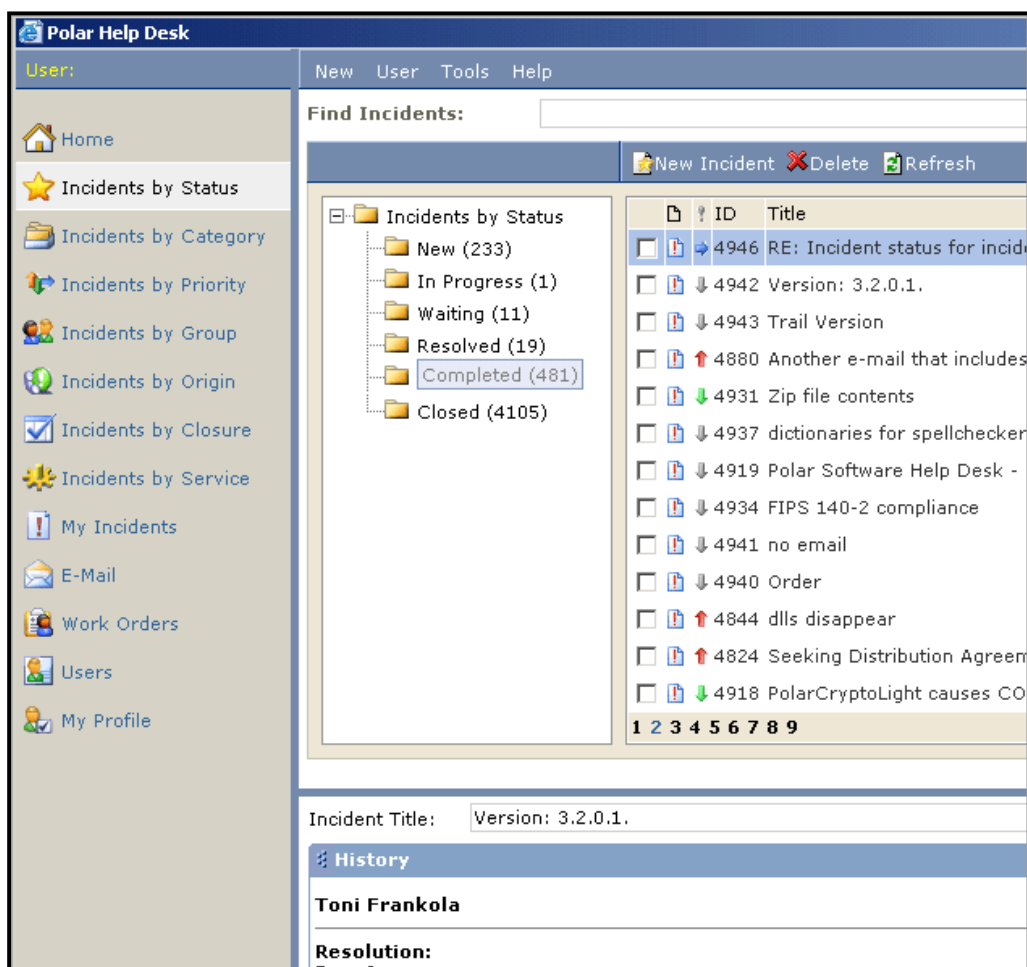 Polar Help Desk
User:
New User Tools Help
Find Incidents:
Home
Incidents by Status
Incidents by Category
Incidents by Priority
Incidents by Group
Incidents by Origin
Incidents by Closure
Incidents by Service
My Incidents
E-Mail
Work Orders
Users
My Profile
New Incident Delete Refresh
Incidents by Status
New (233)
In Progress (1)
Waiting (11)
Resolved (19)
Completed (481)
Closed (4105)
ID Title
4946 RE: Incident status for incid
4942 Version: 3.2.0.1.
4943 Trail Version
4880 Another e-mail that includes
4931 Zip file contents
4937 dictionaries for spellchecker
4919 Polar Software Help Desk -
4934 FIPS 140-2 compliance
4941 no email
4940 Order
4844 dlls disappear
4824 Seeking Distribution Agreem
4918 PolarCryptoLight causes CO
1 2 3 4 5 6 7 8 9
Incident Title: Version: 3.2.0.1.
History
Toni Frankola
Resolution: